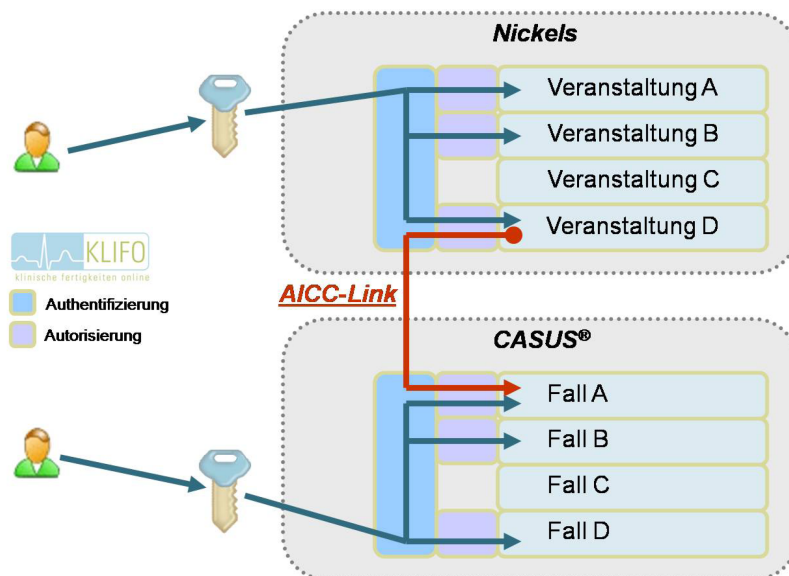 Nickels
Veranstaltung A
Veranstaltung B
Veranstaltung C
Veranstaltung D
KLIFO
klinische fertigkeiten online
Authentifizierung
Autorisierung
AICC-Link
CASUS®
Fall A
Fall B
Fall C
Fall D